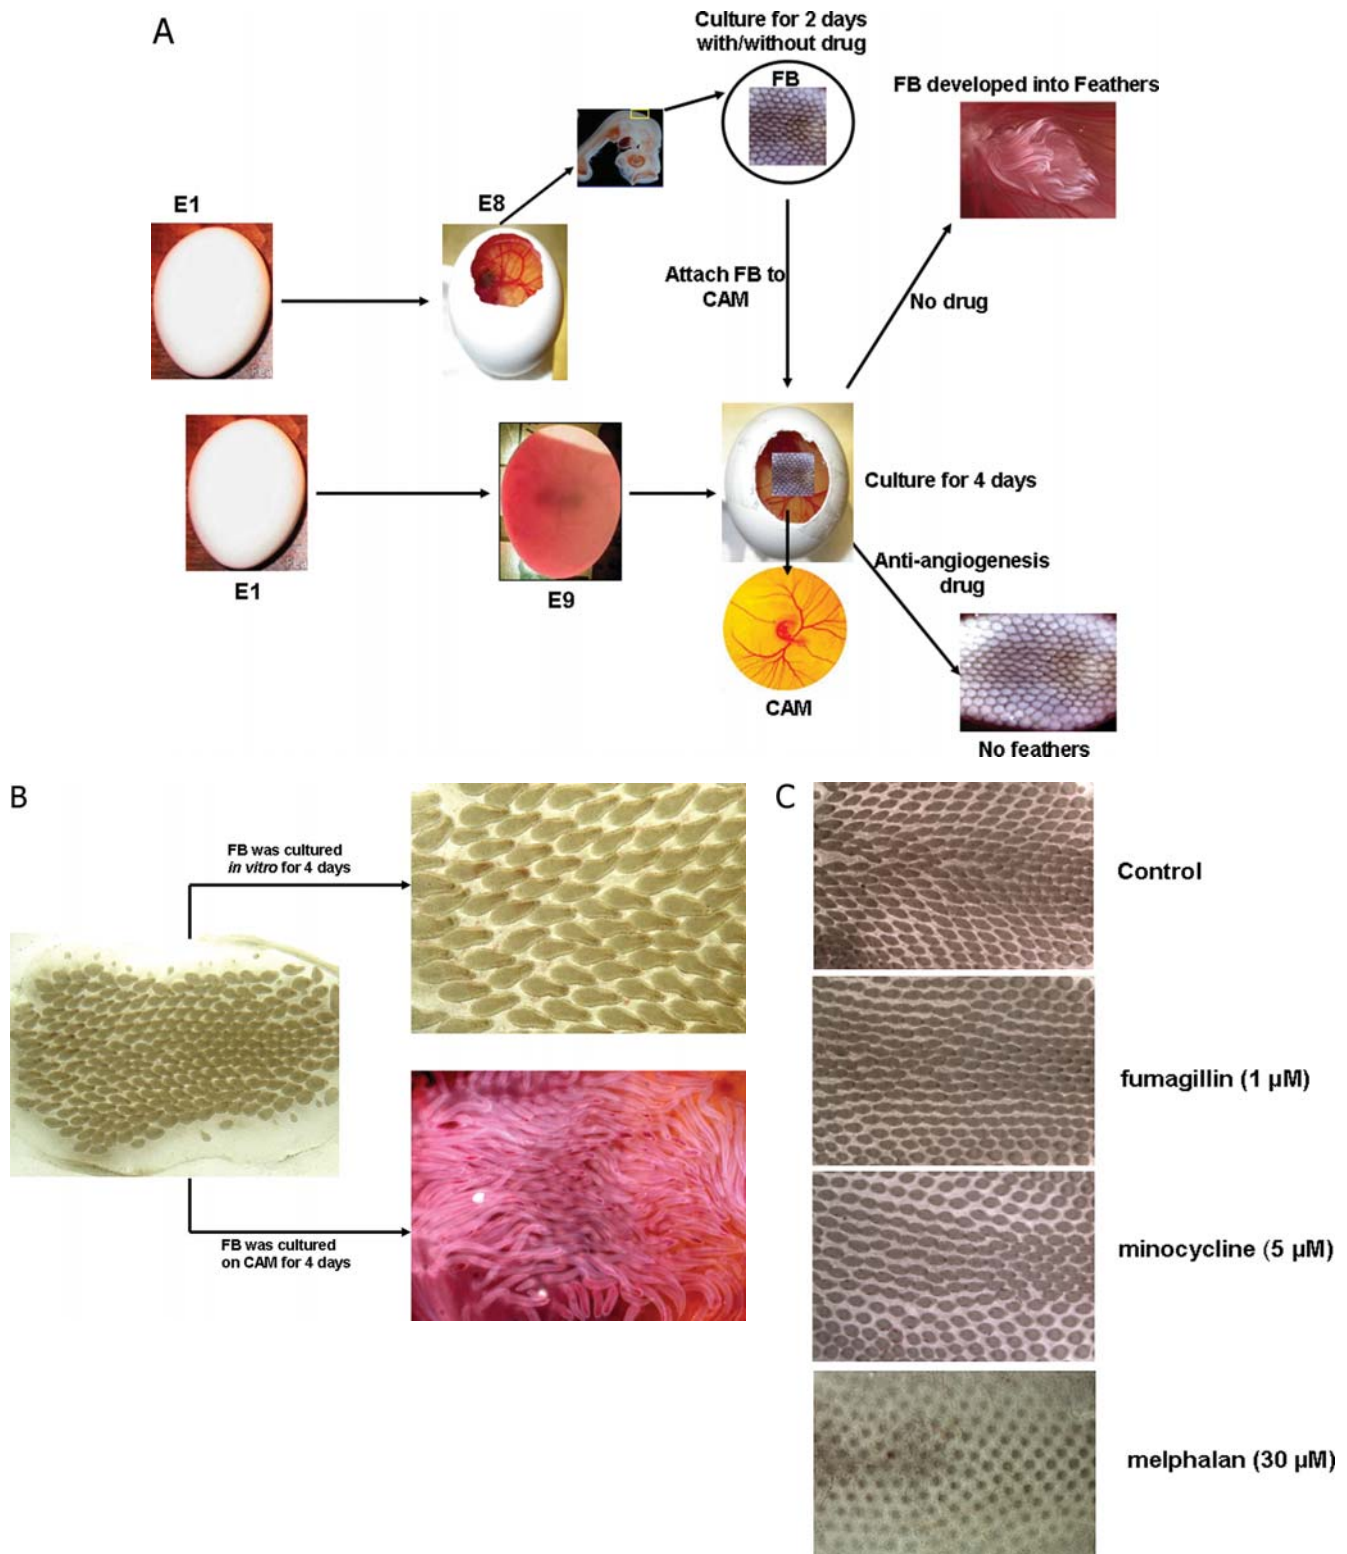 A
Culture for 2 days
with/without drug
FB
FB developed into Feathers
E1
E8
Attach FB to
CAM
No drug
E1
E9
Culture for 4 days
Anti-angiogenesis
drug
CAM
No feathers
B
FB was cultured
in vitro for 4 days
FB was cultured
on CAM for 4 days
C
Control
fumagillin (1 µM)
minocycline (5 µM)
melphalan (30 µM)